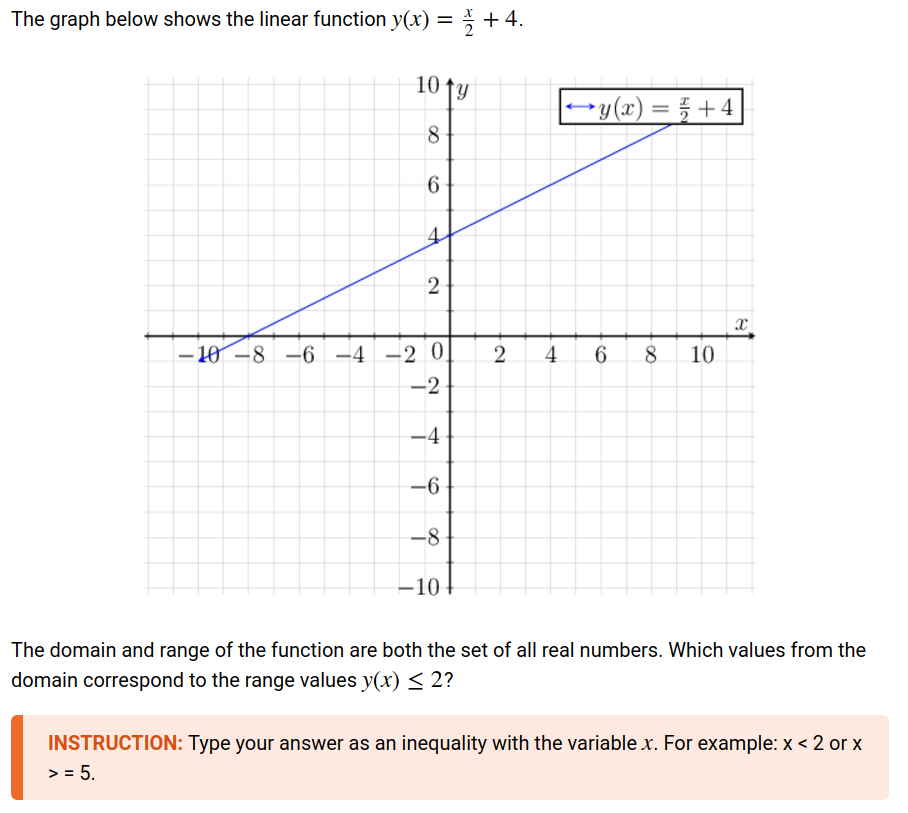 The graph below shows the linear function y(x) = x/2 + 4.
10 y
y(x) = x/2 + 4
8
6
4
2
x
−10 −8 −6 −4 −2 0 2 4 6 8 10
−2
−4
−6
−8
−10
The domain and range of the function are both the set of all real numbers. Which values from the
domain correspond to the range values y(x) ≤ 2?
INSTRUCTION: Type your answer as an inequality with the variable x. For example: x < 2 or x
> = 5.